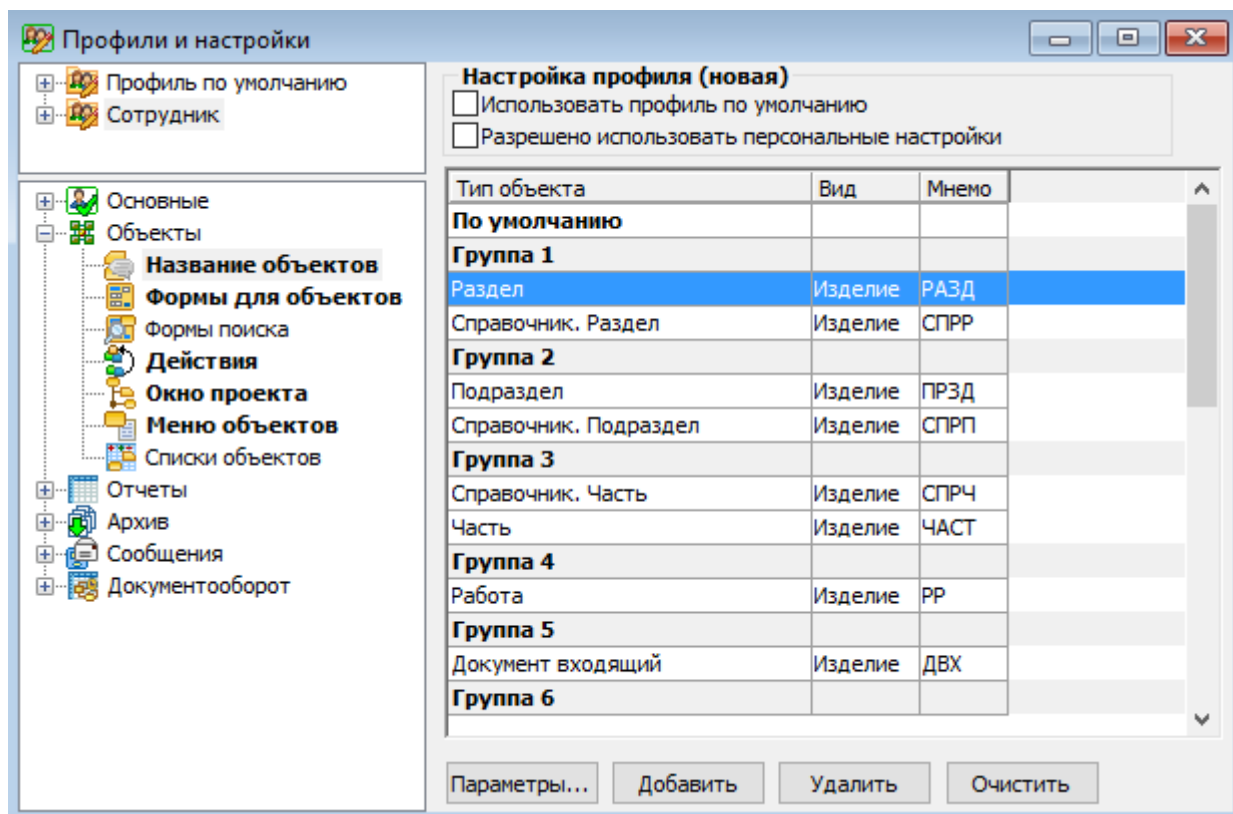 Профили и настройки
Профиль по умолчанию
Сотрудник
Основные
Объекты
Название объектов
Формы для объектов
Формы поиска
Действия
Окно проекта
Меню объектов
Списки объектов
Отчеты
Архив
Сообщения
Документооборот
Настройка профиля (новая)
Использовать профиль по умолчанию
Разрешено использовать персональные настройки
Тип объекта Вид Мнемо
По умолчанию
Группа 1
Раздел Изделие РАЗД
Справочник. Раздел Изделие СПРР
Группа 2
Подраздел Изделие ПРЗД
Справочник. Подраздел Изделие СПРП
Группа 3
Справочник. Часть Изделие СПРЧ
Часть Изделие ЧАСТ
Группа 4
Работа Изделие РР
Группа 5
Документ входящий Изделие ДВХ
Группа 6
Параметры... Добавить Удалить Очистить